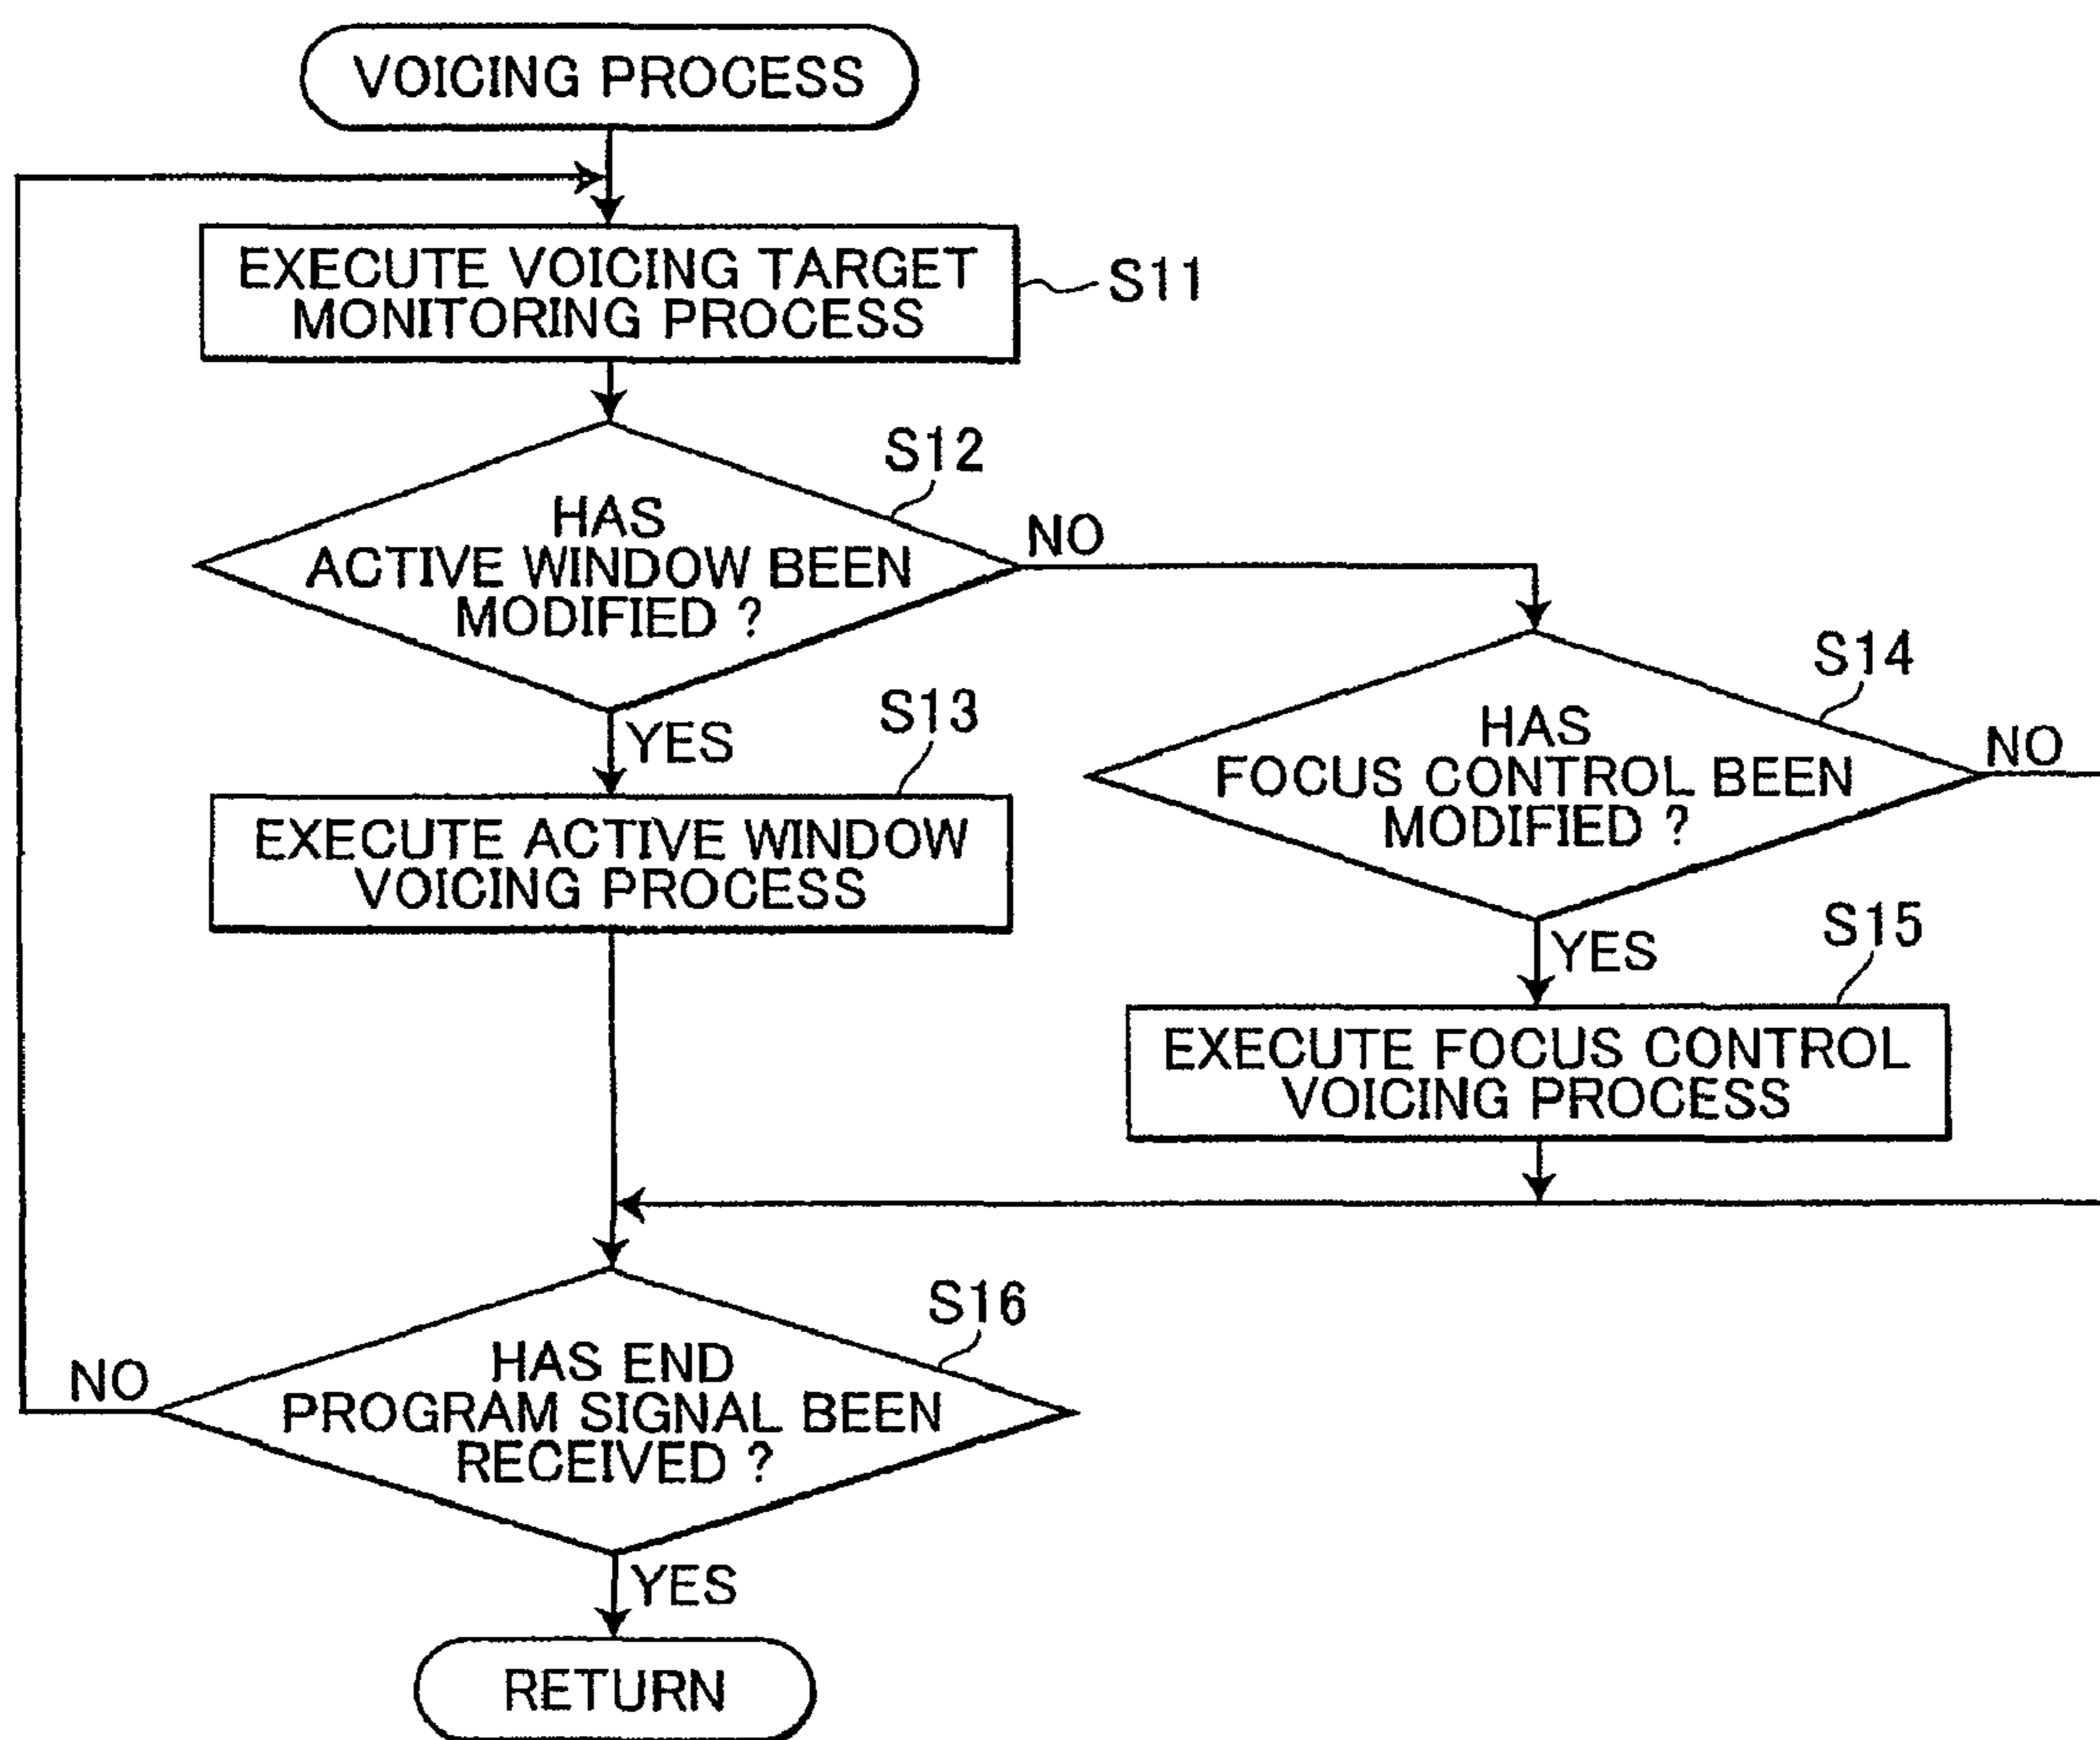 VOICING PROCESS
EXECUTE VOICING TARGET
MONITORING PROCESS
S11
S12
HAS
ACTIVE WINDOW BEEN
MODIFIED ?
NO
YES
S13
EXECUTE ACTIVE WINDOW
VOICING PROCESS
S14
HAS
FOCUS CONTROL BEEN
MODIFIED ?
NO
YES
S15
EXECUTE FOCUS CONTROL
VOICING PROCESS
S16
HAS END
PROGRAM SIGNAL BEEN
RECEIVED ?
NO
YES
RETURN